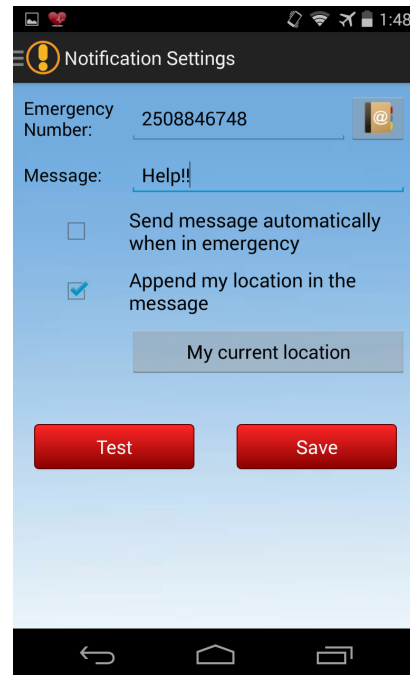 1:48
Notification Settings
Emergency
Number:
2508846748
Message:
Help!!
Send message automatically
when in emergency
Append my location in the
message
My current location
Test
Save